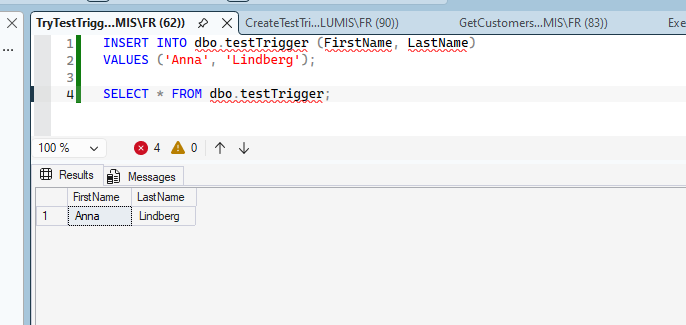 TryTestTrigg...MIS\FR (62))
CreateTestTri...LUMIS\FR (90))
GetCustomers...MIS\FR (83))
Exe
...
1 INSERT INTO dbo.testTrigger (FirstName, LastName)
2 VALUES ('Anna', 'Lindberg');
3
4 SELECT * FROM dbo.testTrigger;
100 %
4
0
Results
Messages
FirstName LastName
1 Anna Lindberg